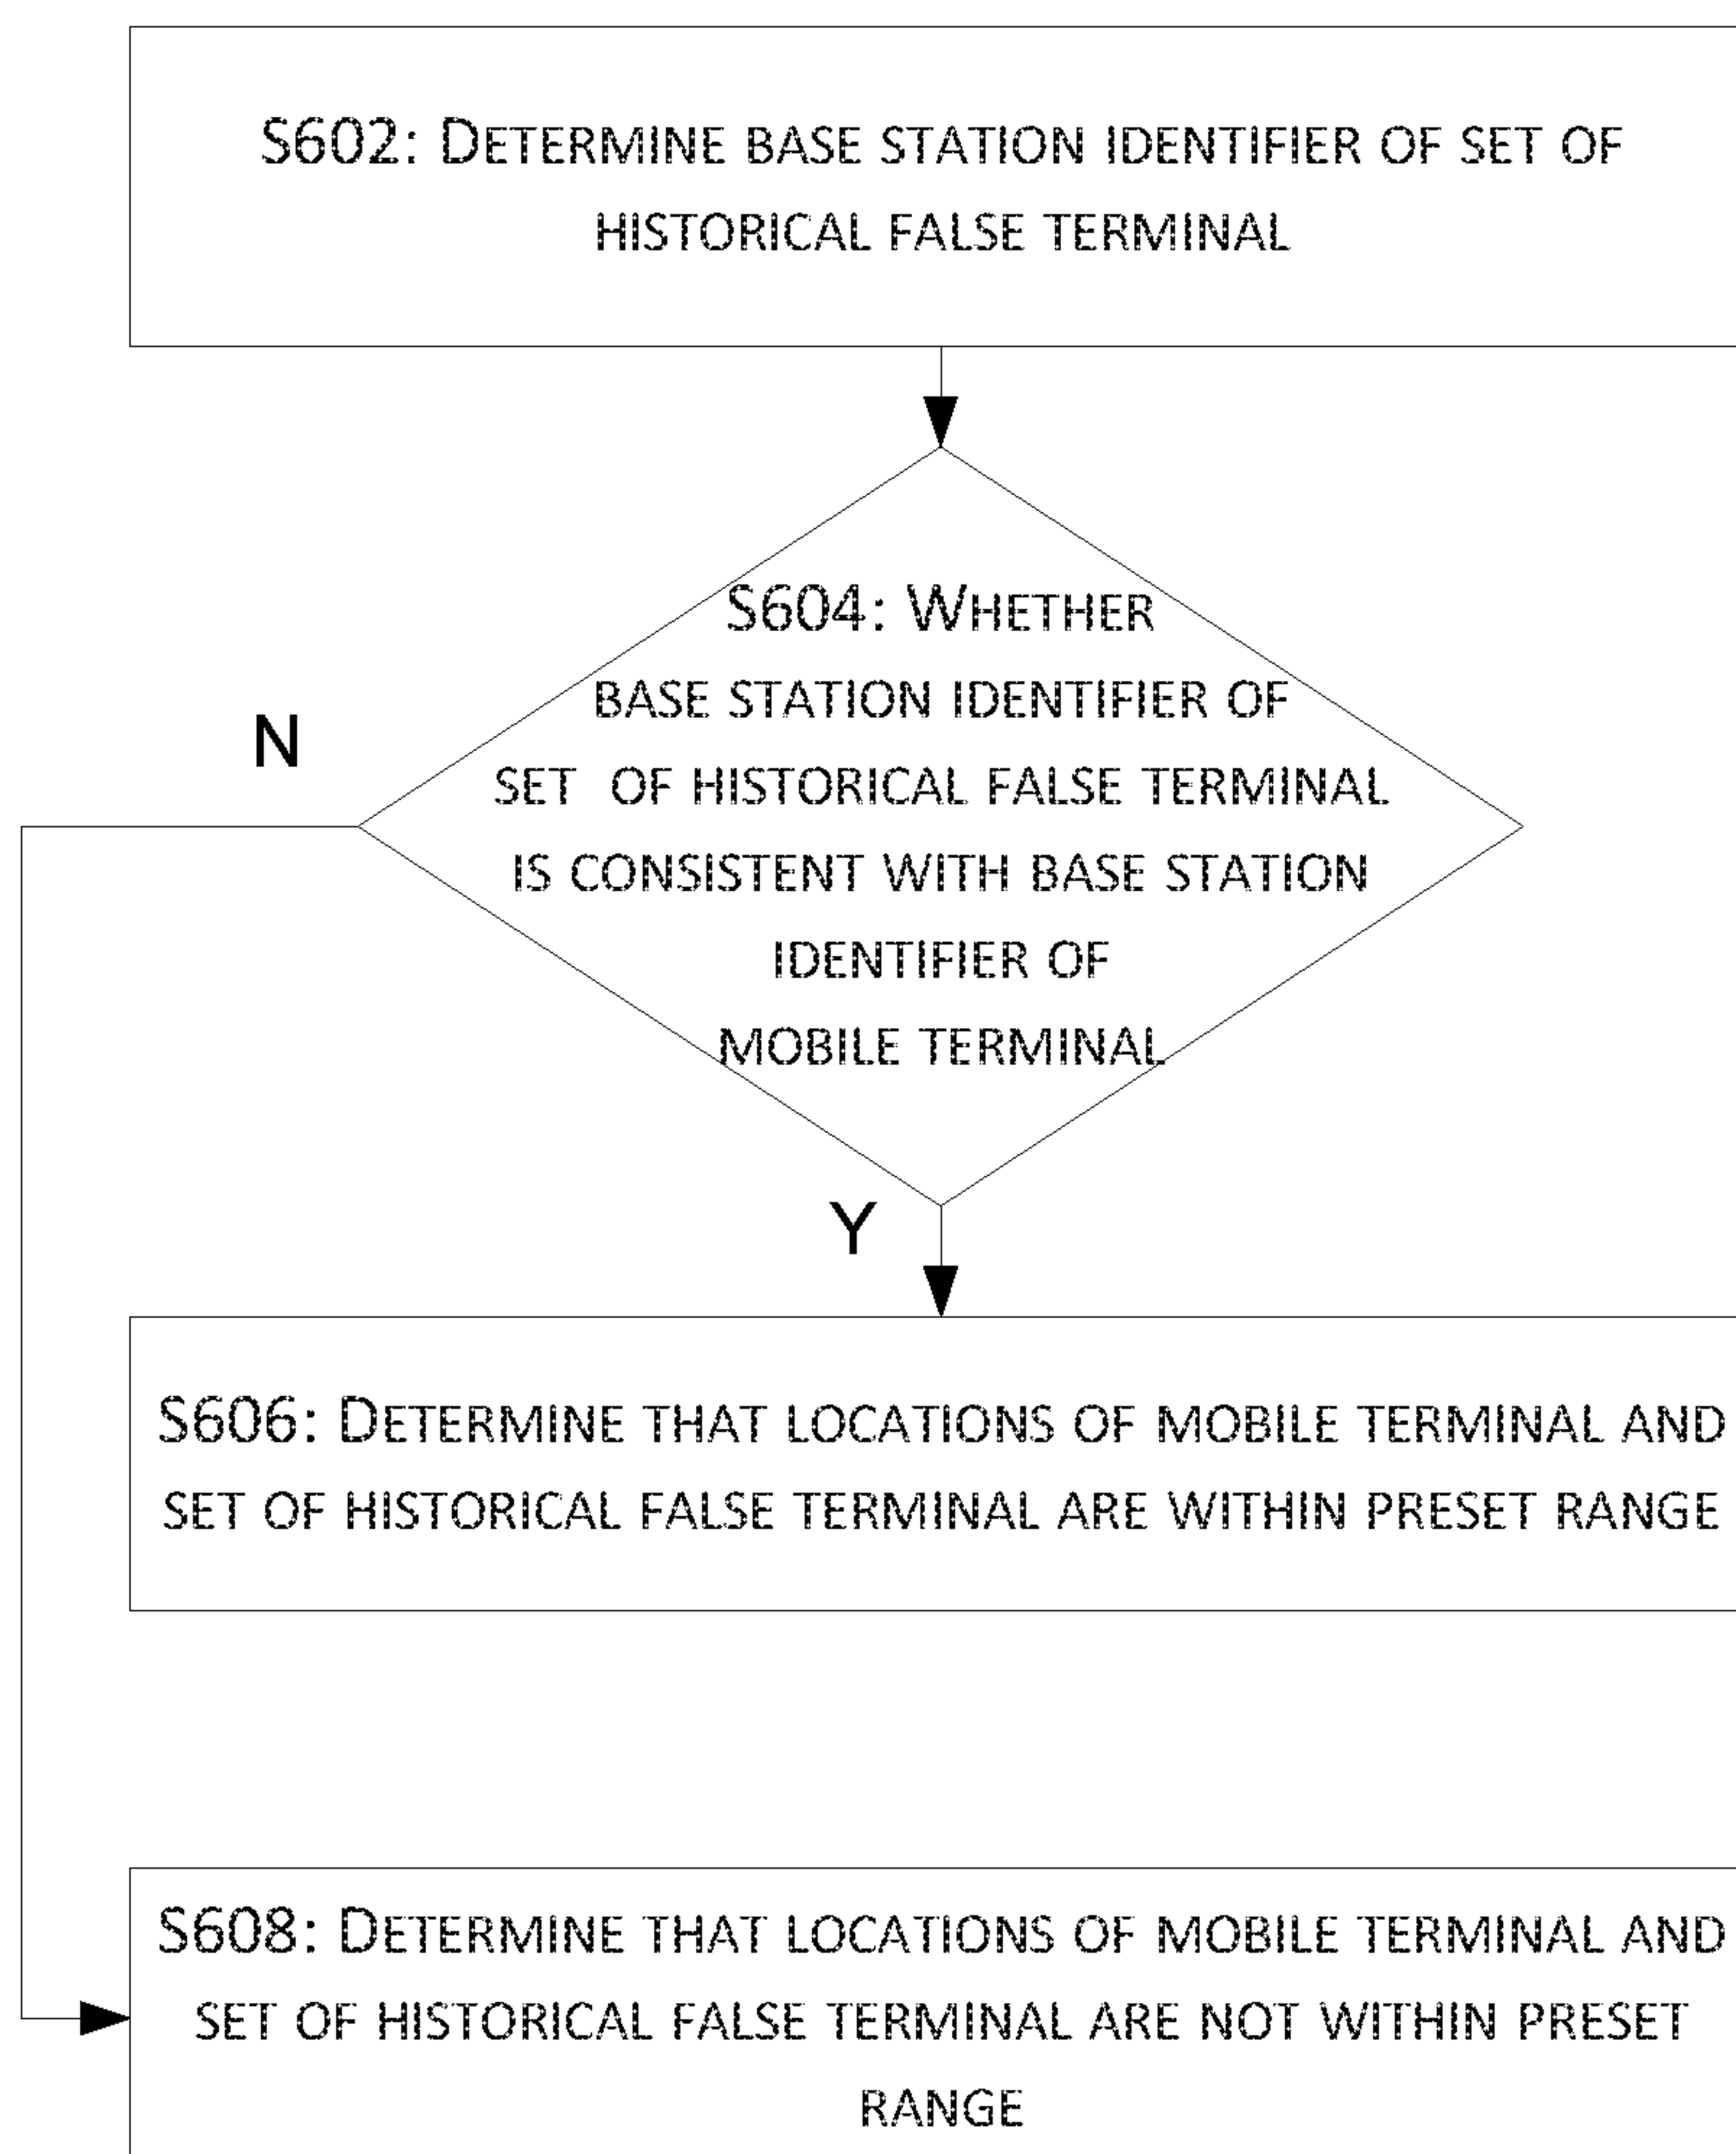 S602: DETERMINE BASE STATION IDENTIFIER OF SET OF
HISTORICAL FALSE TERMINAL
S604: WHETHER
BASE STATION IDENTIFIER OF
SET OF HISTORICAL FALSE TERMINAL
IS CONSISTENT WITH BASE STATION
IDENTIFIER OF
MOBILE TERMINAL
N
Y
S606: DETERMINE THAT LOCATIONS OF MOBILE TERMINAL AND
SET OF HISTORICAL FALSE TERMINAL ARE WITHIN PRESET RANGE
S608: DETERMINE THAT LOCATIONS OF MOBILE TERMINAL AND
SET OF HISTORICAL FALSE TERMINAL ARE NOT WITHIN PRESET
RANGE